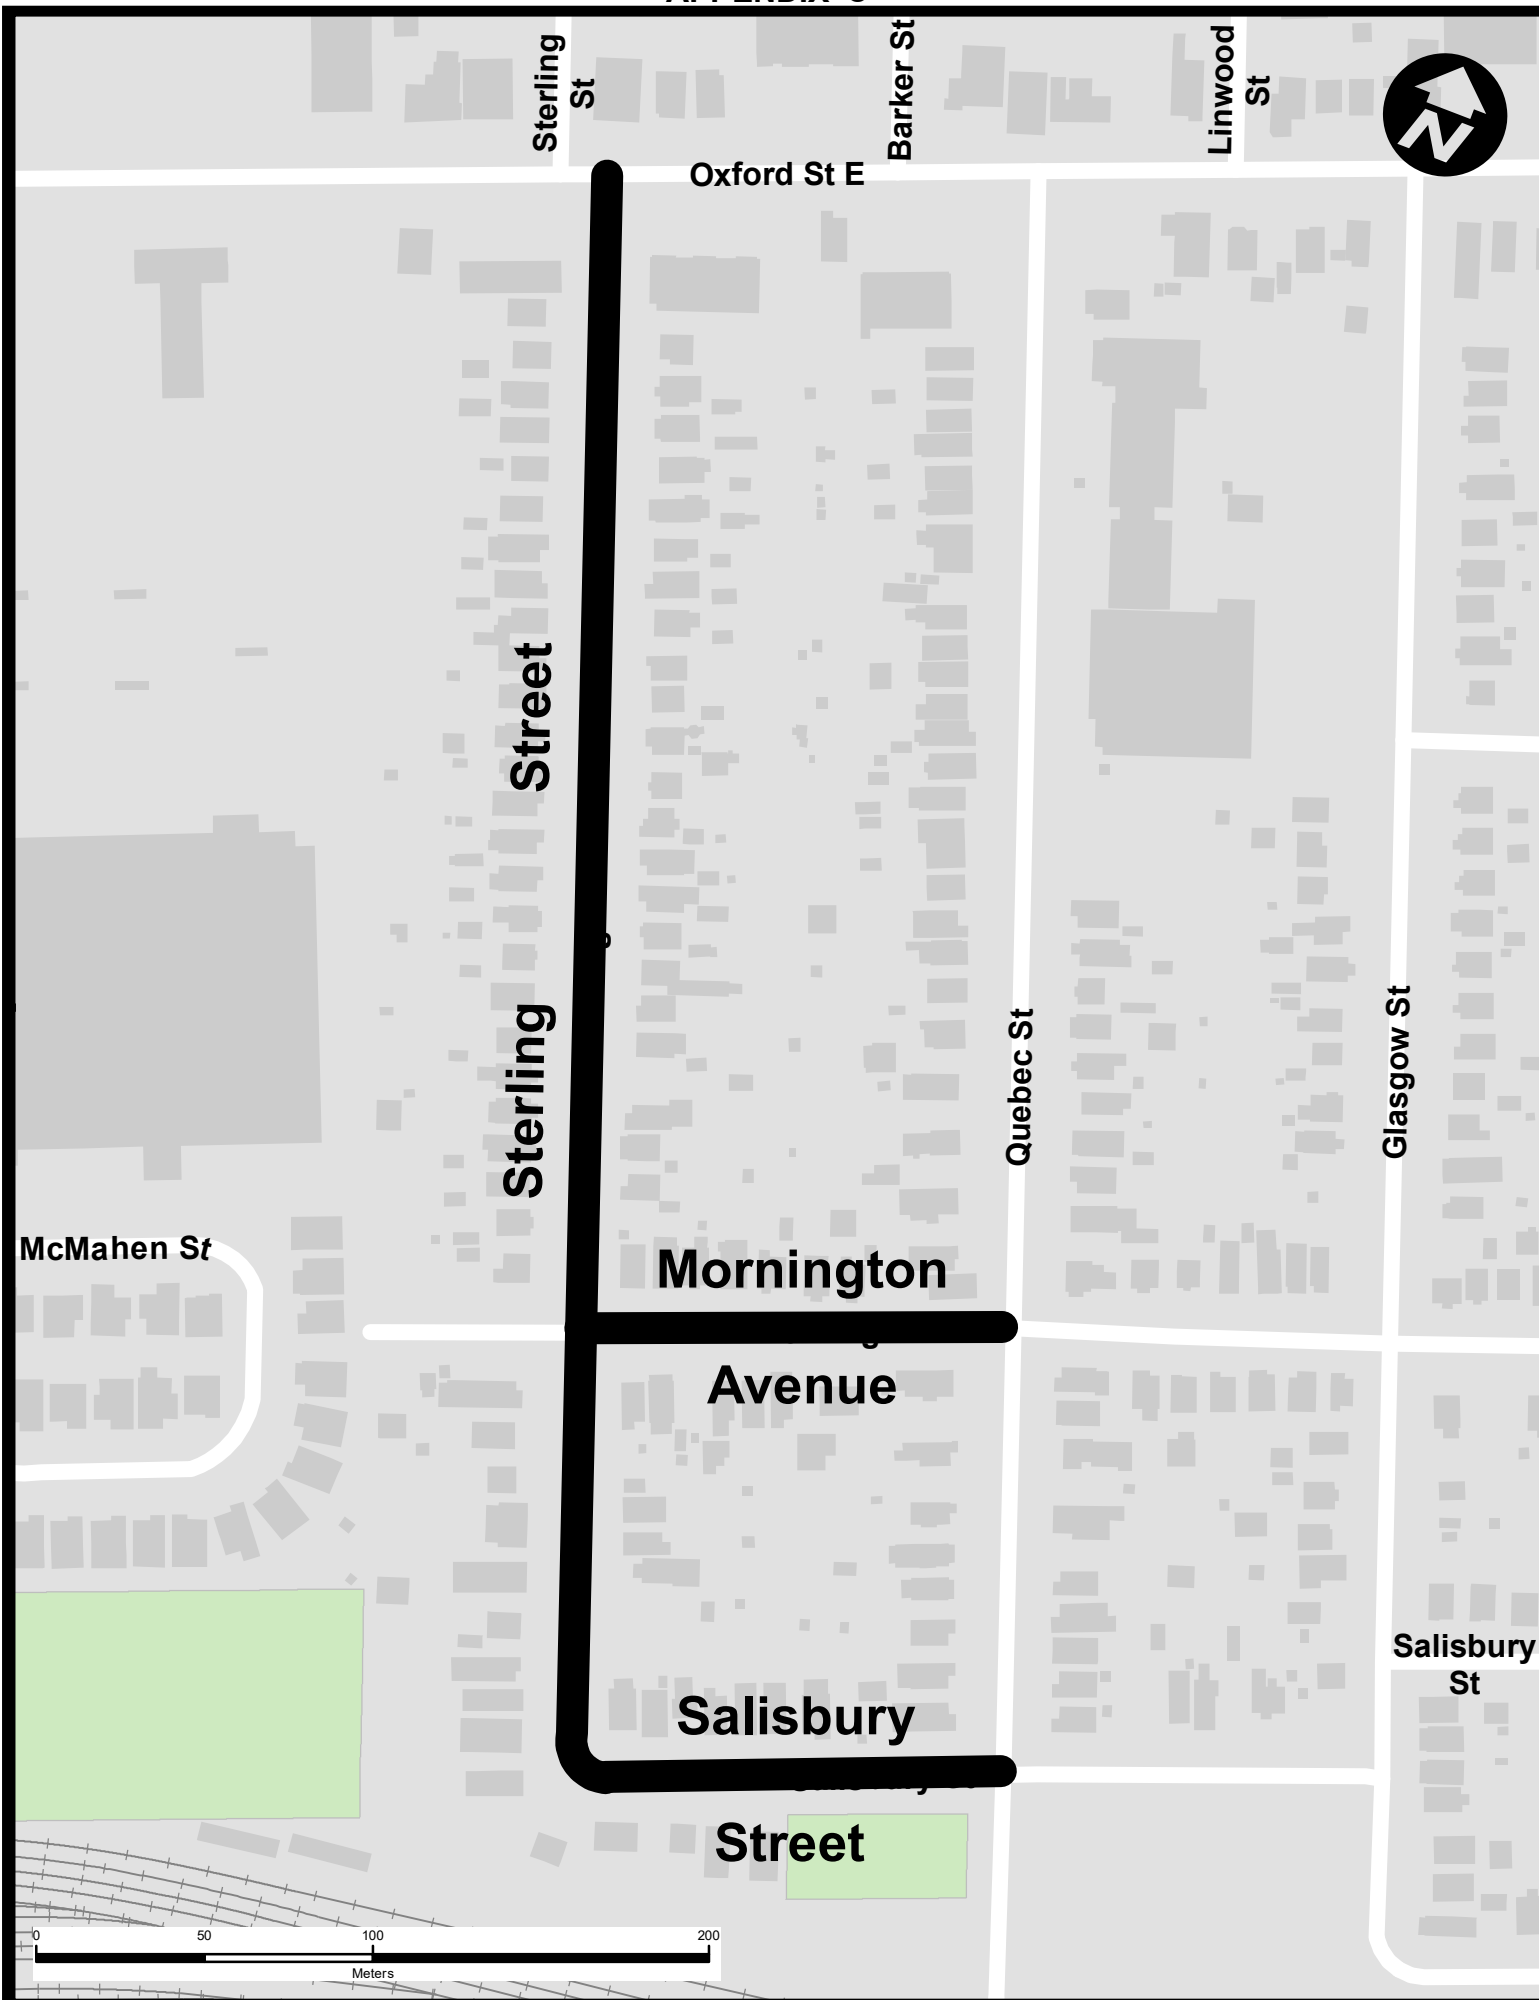 Sterling
St
Barker St
Linwood
St
N
Oxford St E
Sterling Street
Quebec St
Glasgow St
McMahen St
Mornington
Avenue
Salisbury
St
Salisbury
Street
0 50 100 200
Meters